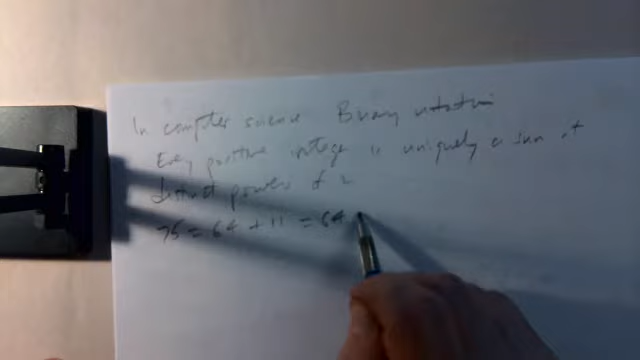 In computer science Binary notation
Every positive integer is uniquely a sum of
distinct powers of 2
75 = 64 + 11 = 64